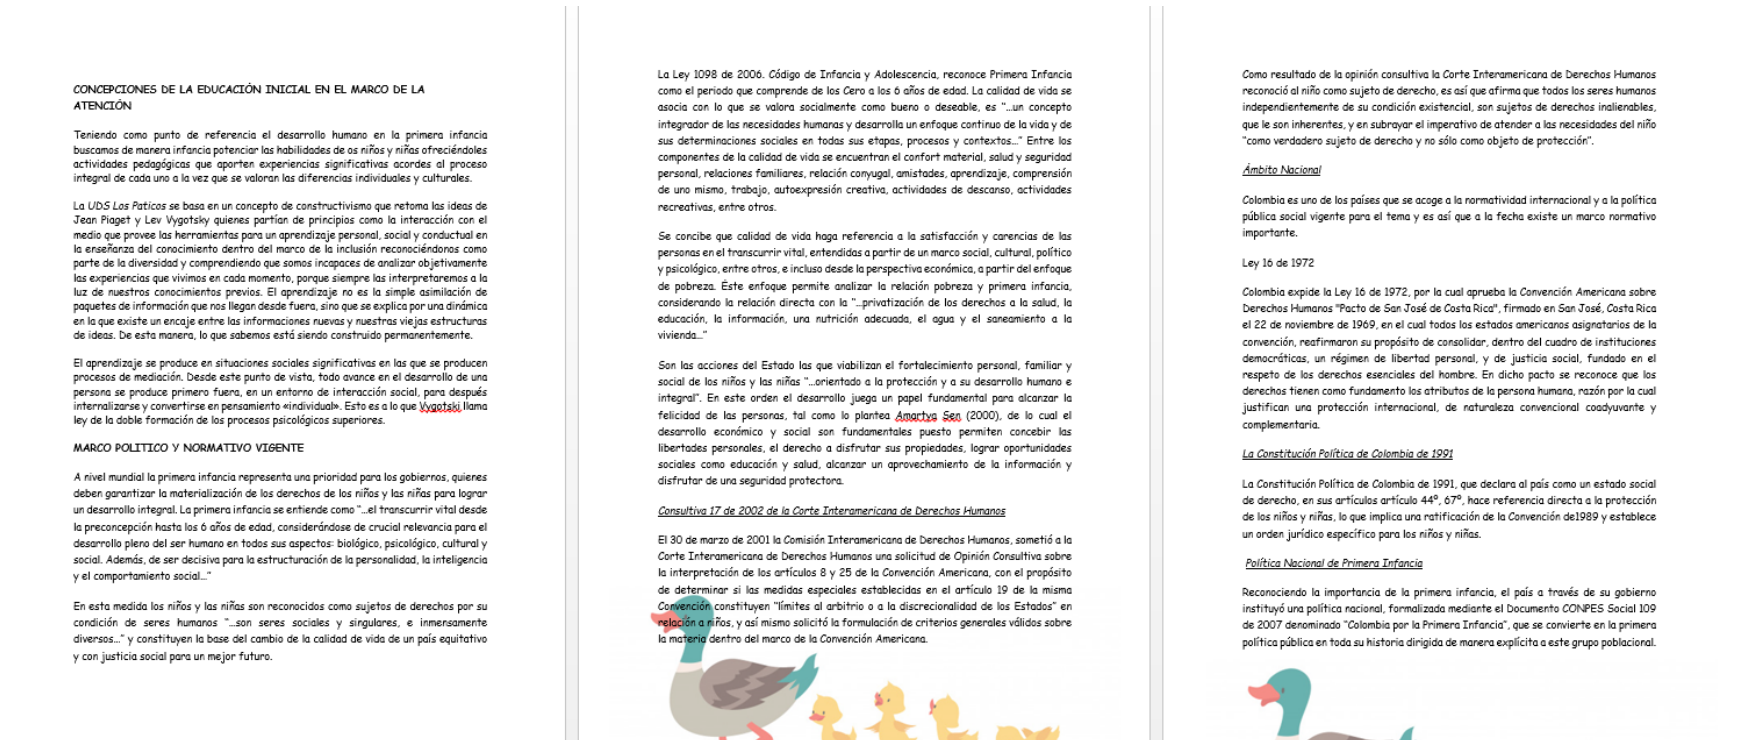 CONCEPCIONES DE LA EDUCACIÓN INICIAL EN EL MARCO DE LA
ATENCIÓN
Teniendo como punto de referencia el desarrollo humano en la primera infancia
buscamos de manera infancia potenciar las habilidades de os niños y niñas ofreciéndoles
actividades pedagógicas que aporten experiencias significativas acordes al proceso
integral de cada uno a la vez que se valoran las diferencias individuales y culturales.
La UDS Los Paticos se basa en un concepto de constructivismo que retoma las ideas de
Jean Piaget y Lev Vygotsky quienes partían de principios como la interacción con el
medio que provee las herramientas para un aprendizaje personal, social y conductual en
la enseñanza del conocimiento dentro del marco de la inclusión reconociéndonos como
parte de la diversidad y comprendiendo que somos incapaces de analizar objetivamente
las experiencias que vivimos en cada momento, porque siempre las interpretaremos a la
luz de nuestros conocimientos previos. El aprendizaje no es la simple asimilación de
paquetes de información que nos llegan desde fuera, sino que se explica por una dinámica
en la que existe un encaje entre las informaciones nuevas y nuestras viejas estructuras
de ideas. De esta manera, lo que sabemos está siendo construido permanentemente.
El aprendizaje se produce en situaciones sociales significativas en las que se producen
procesos de mediación. Desde este punto de vista, todo avance en el desarrollo de una
persona se produce primero fuera, en un entorno de interacción social, para después
internalizarse y convertirse en pensamiento «individual». Esto es a lo que Vygotski llama
ley de la doble formación de los procesos psicológicos superiores.
MARCO POLITICO Y NORMATIVO VIGENTE
A nivel mundial la primera infancia representa una prioridad para los gobiernos, quienes
deben garantizar la materialización de los derechos de los niños y las niñas para lograr
un desarrollo integral. La primera infancia se entiende como "...el transcurrir vital desde
la preconcepción hasta los 6 años de edad, considerándose de crucial relevancia para el
desarrollo pleno del ser humano en todos sus aspectos: biológico, psicológico, cultural y
social. Además, de ser decisiva para la estructuración de la personalidad, la inteligencia
y el comportamiento social..."
En esta medida los niños y las niñas son reconocidos como sujetos de derechos por su
condición de seres humanos "...son seres sociales y singulares, e inmensamente
diversos..." y constituyen la base del cambio de la calidad de vida de un país equitativo
y con justicia social para un mejor futuro.
La Ley 1098 de 2006. Código de Infancia y Adolescencia, reconoce Primera Infancia
como el periodo que comprende de los Cero a los 6 años de edad. La calidad de vida se
asocia con lo que se valora socialmente como bueno o deseable, es "...un concepto
integrador de las necesidades humanas y desarrolla un enfoque continuo de la vida y de
sus determinaciones sociales en todas sus etapas, procesos y contextos..." Entre los
componentes de la calidad de vida se encuentran el confort material, salud y seguridad
personal, relaciones familiares, relación conyugal, amistades, aprendizaje, comprensión
de uno mismo, trabajo, autoexpresión creativa, actividades de descanso, actividades
recreativas, entre otros.
Se concibe que calidad de vida haga referencia a la satisfacción y carencias de las
personas en el transcurrir vital, entendidas a partir de un marco social, cultural, político
y psicológico, entre otros, e incluso desde la perspectiva económica, a partir del enfoque
de pobreza. Éste enfoque permite analizar la relación pobreza y primera infancia,
considerando la relación directa con la "...privatización de los derechos a la salud, la
educación, la información, una nutrición adecuada, el agua y el saneamiento a la
vivienda..."
Son las acciones del Estado las que viabilizan el fortalecimiento personal, familiar y
social de los niños y las niñas "...orientado a la protección y a su desarrollo humano e
integral". En este orden el desarrollo juega un papel fundamental para alcanzar la
felicidad de las personas, tal como lo plantea Amartya Sen (2000), de lo cual el
desarrollo económico y social son fundamentales puesto permiten concebir las
libertades personales, el derecho a disfrutar sus propiedades, lograr oportunidades
sociales como educación y salud, alcanzar un aprovechamiento de la información y
disfrutar de una seguridad protectora.
Consultiva 17 de 2002 de la Corte Interamericana de Derechos Humanos
El 30 de marzo de 2001 la Comisión Interamericana de Derechos Humanos, sometió a la
Corte Interamericana de Derechos Humanos una solicitud de Opinión Consultiva sobre
la interpretación de los artículos 8 y 25 de la Convención Americana, con el propósito
de determinar si las medidas especiales establecidas en el artículo 19 de la misma
Convención constituyen "límites al arbitrio o a la discrecionalidad de los Estados" en
relación a niños, y así mismo solicitó la formulación de criterios generales válidos sobre
la materia dentro del marco de la Convención Americana.
Como resultado de la opinión consultiva la Corte Interamericana de Derechos Humanos
reconoció al niño como sujeto de derecho, es así que afirma que todos los seres humanos
independientemente de su condición existencial, son sujetos de derechos inalienables,
que le son inherentes, y en subrayar el imperativo de atender a las necesidades del niño
"como verdadero sujeto de derecho y no sólo como objeto de protección".
Ámbito Nacional
Colombia es uno de los países que se acoge a la normatividad internacional y a la política
pública social vigente para el tema y es así que a la fecha existe un marco normativo
importante.
Ley 16 de 1972
Colombia expide la Ley 16 de 1972, por la cual aprueba la Convención Americana sobre
Derechos Humanos "Pacto de San José de Costa Rica", firmado en San José, Costa Rica
el 22 de noviembre de 1969, en el cual todos los estados americanos asignatarios de la
convención, reafirmaron su propósito de consolidar, dentro del cuadro de instituciones
democráticas, un régimen de libertad personal, y de justicia social, fundado en el
respeto de los derechos esenciales del hombre. En dicho pacto se reconoce que los
derechos tienen como fundamento los atributos de la persona humana, razón por la cual
justifican una protección internacional, de naturaleza convencional coadyuvante y
complementaria.
La Constitución Política de Colombia de 1991
La Constitución Política de Colombia de 1991, que declara al país como un estado social
de derecho, en sus artículos artículo 44º, 67º, hace referencia directa a la protección
de los niños y niñas, lo que implica una ratificación de la Convención de1989 y establece
un orden jurídico específico para los niños y niñas.
Política Nacional de Primera Infancia
Reconociendo la importancia de la primera infancia, el país a través de su gobierno
instituyó una política nacional, formalizada mediante el Documento CONPES Social 109
de 2007 denominado "Colombia por la Primera Infancia", que se convierte en la primera
política pública en toda su historia dirigida de manera explícita a este grupo poblacional.